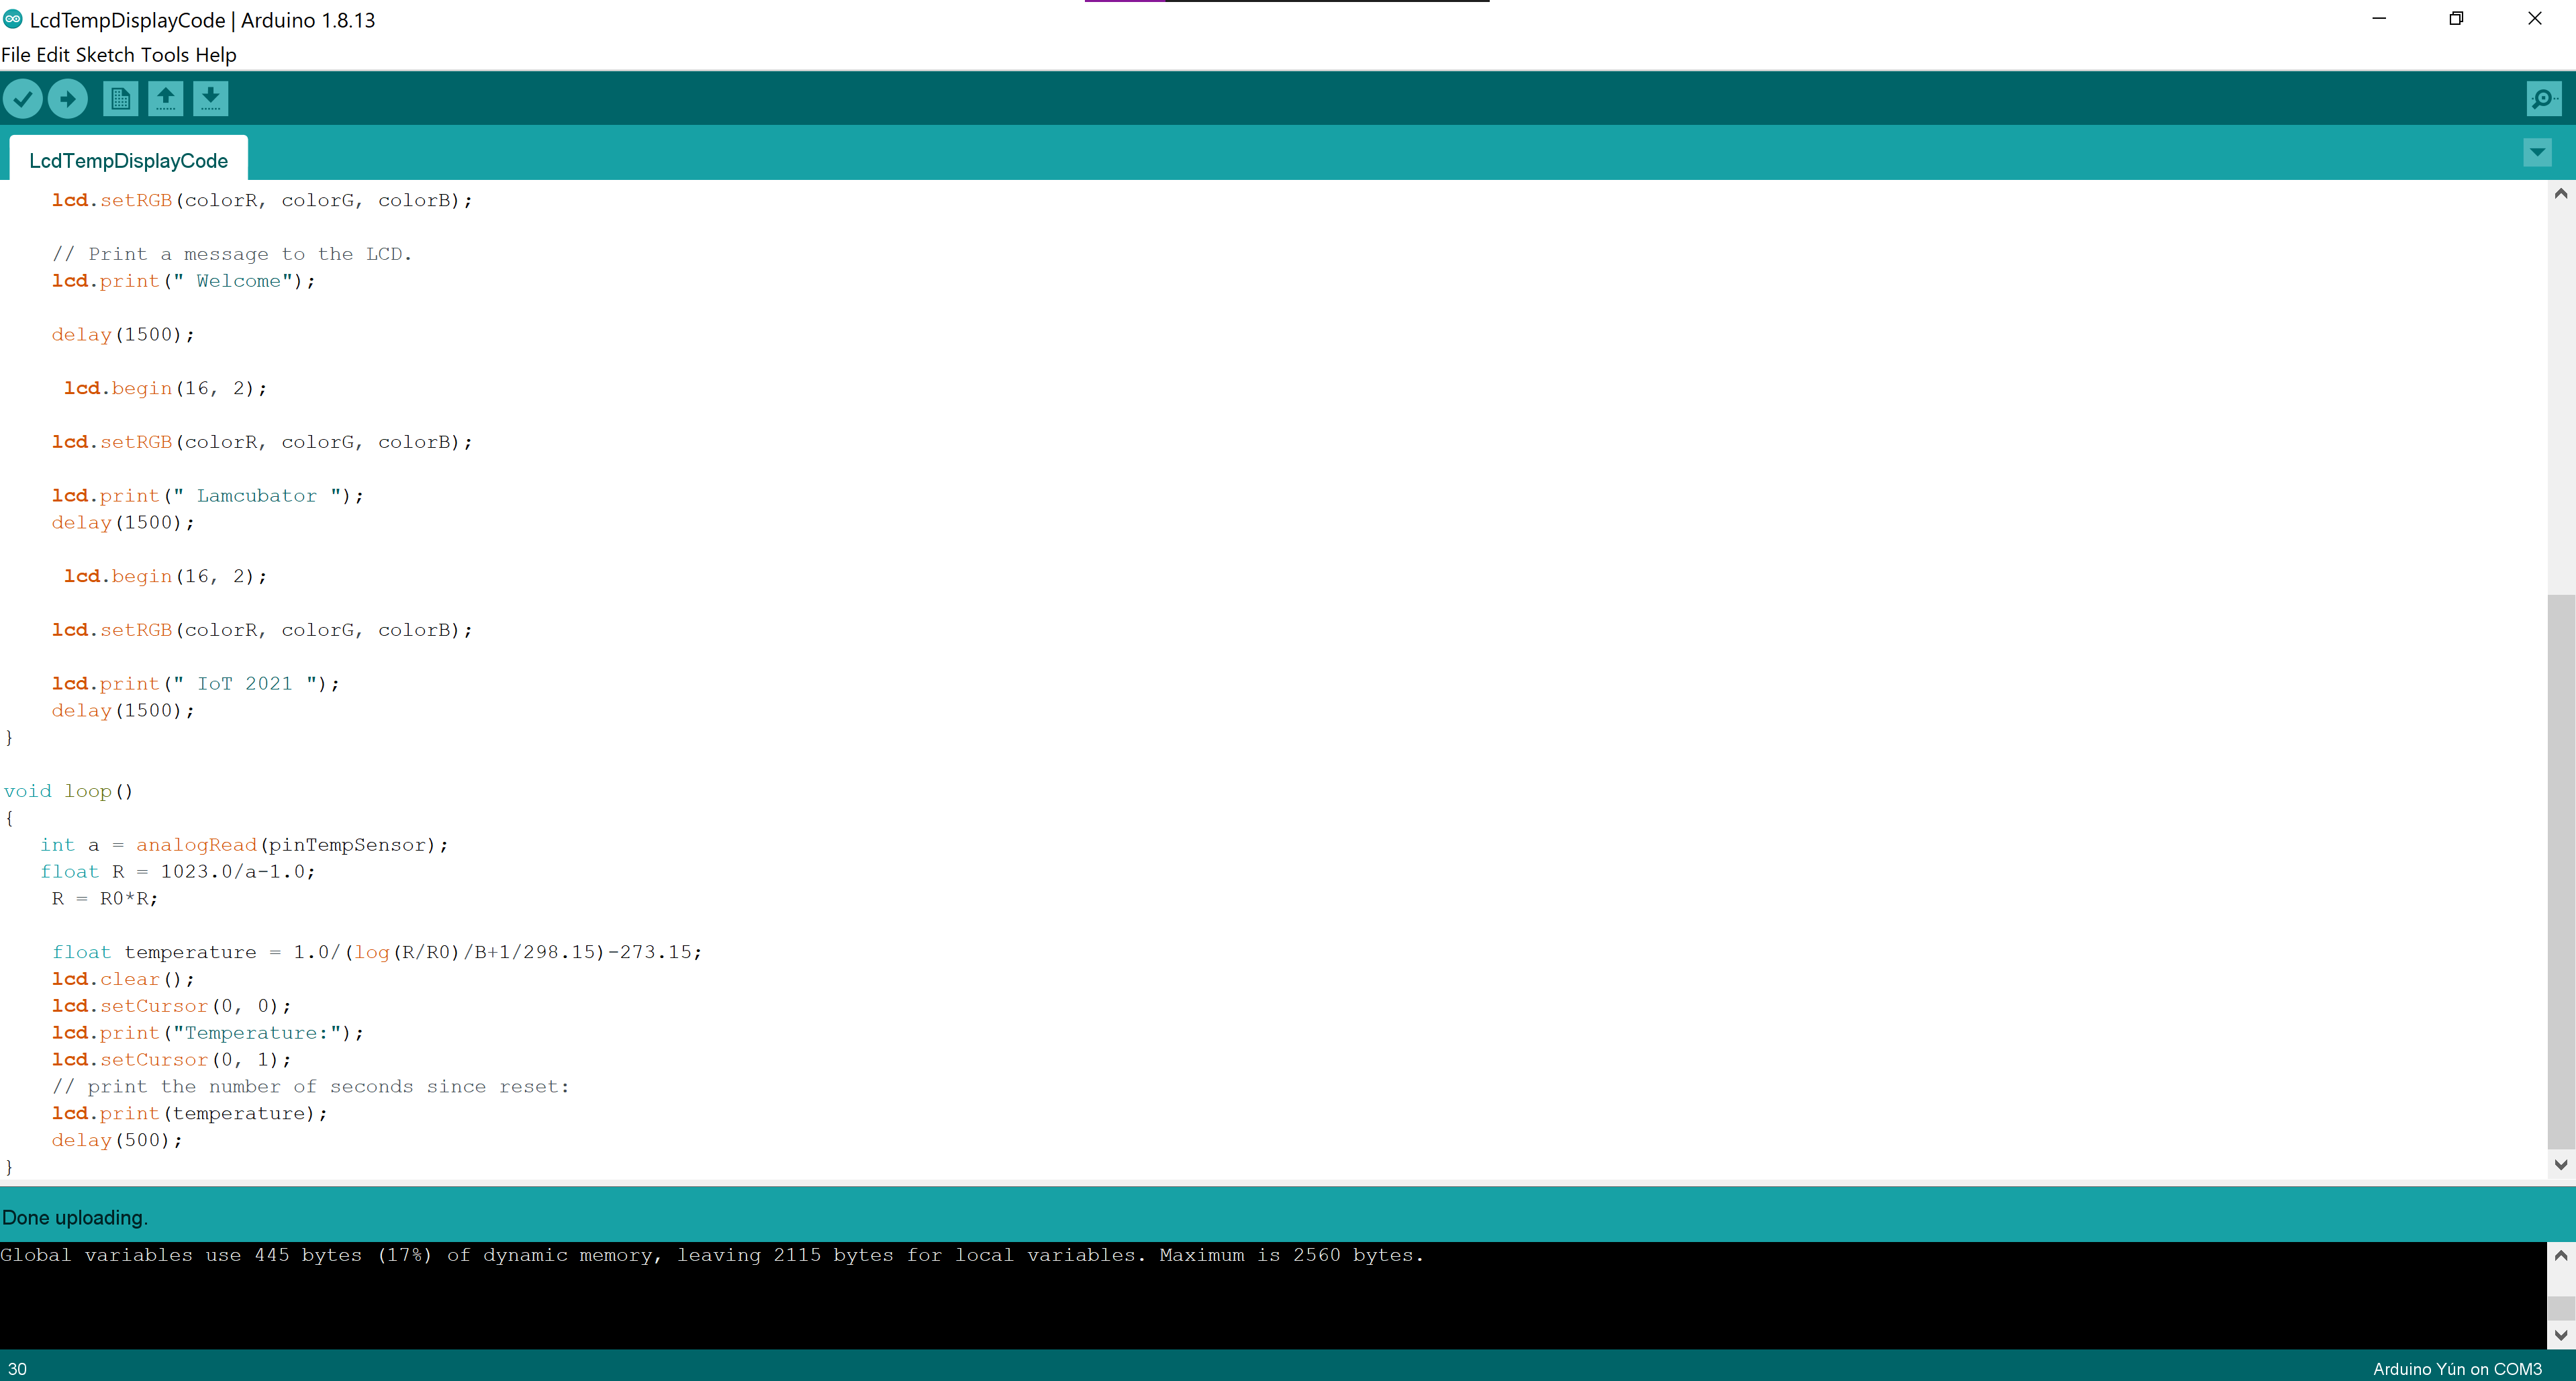 LcdTempDisplayCode | Arduino 1.8.13
File Edit Sketch Tools Help
LcdTempDisplayCode
lcd.setRGB(colorR, colorG, colorB);
// Print a message to the LCD.
lcd.print(" Welcome");
delay(1500);
lcd.begin(16, 2);
lcd.setRGB(colorR, colorG, colorB);
lcd.print(" Lamcubator ");
delay(1500);
lcd.begin(16, 2);
lcd.setRGB(colorR, colorG, colorB);
lcd.print(" IoT 2021 ");
delay(1500);
}
void loop()
{
int a = analogRead(pinTempSensor);
float R = 1023.0/a-1.0;
R = R0*R;
float temperature = 1.0/(log(R/R0)/B+1/298.15)-273.15;
lcd.clear();
lcd.setCursor(0, 0);
lcd.print("Temperature:");
lcd.setCursor(0, 1);
// print the number of seconds since reset:
lcd.print(temperature);
delay(500);
}
Done uploading.
Global variables use 445 bytes (17%) of dynamic memory, leaving 2115 bytes for local variables. Maximum is 2560 bytes.
30
Arduino Yún on COM3